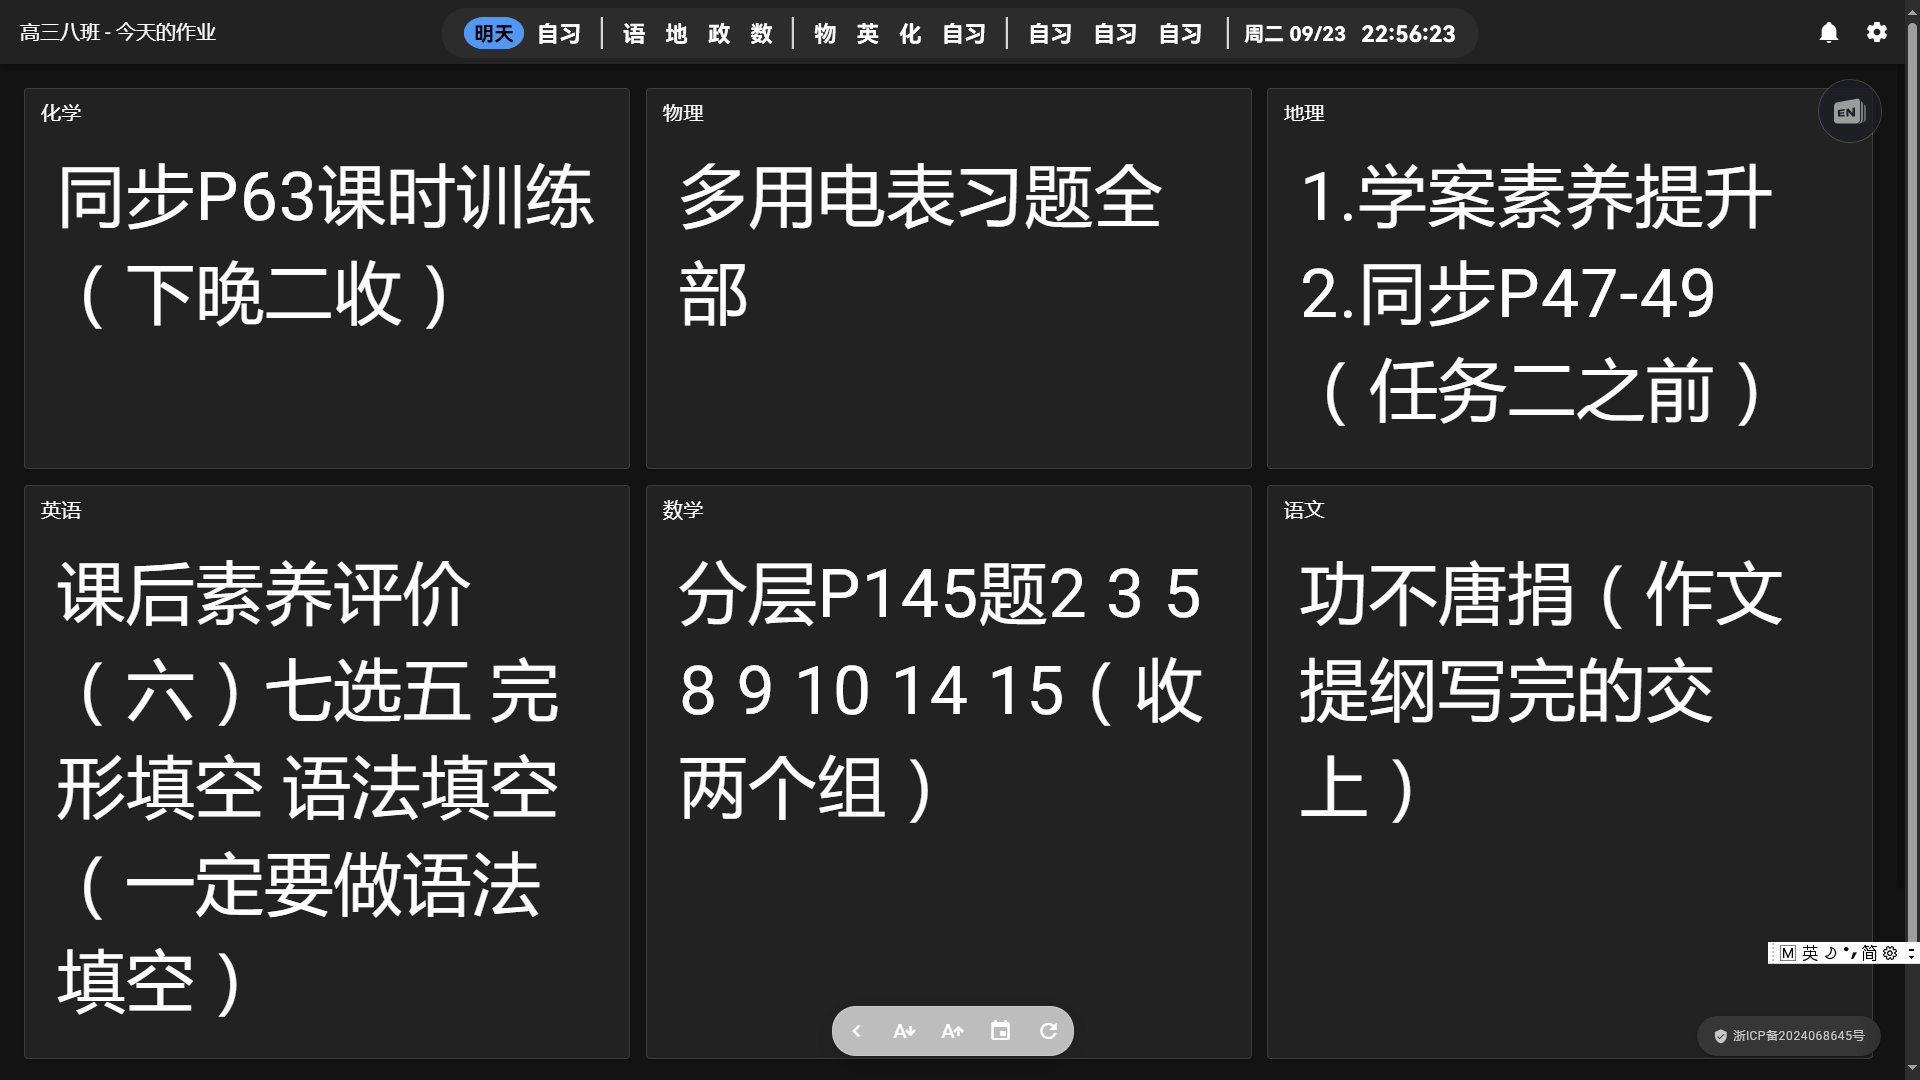 高三八班 - 今天的作业
明天 自习 | 语 地 政 数 | 物 英 化 自习 | 自习 自习 自习 | 周二 09/23 22:56:23
化学
同步P63课时训练
（下晚二收）
物理
多用电表习题全
部
地理
EN
1.学案素养提升
2.同步P47-49
（任务二之前）
英语
课后素养评价
（六）七选五 完
形填空 语法填空
（一定要做语法
填空）
数学
分层P145题2 3 5
8 9 10 14 15（收
两个组）
语文
功不唐捐（作文
提纲写完的交
上）
M 英 简
A A
浙ICP备2024068645号